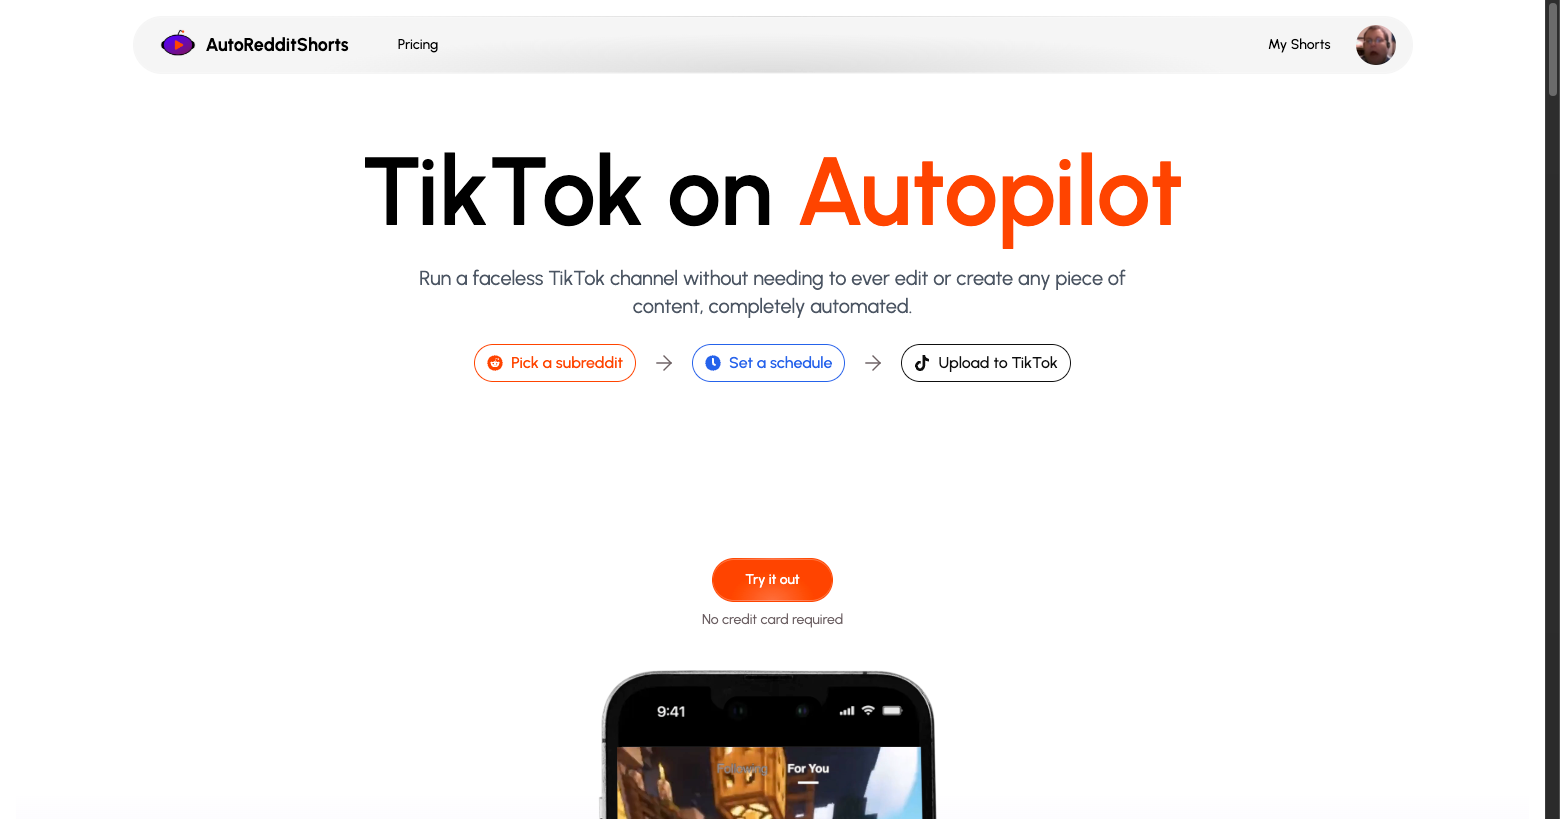 AutoRedditShorts
Pricing
My Shorts
TikTok on Autopilot
Run a faceless TikTok channel without needing to ever edit or create any piece of
content, completely automated.
Pick a subreddit
Set a schedule
Upload to TikTok
Try it out
No credit card required
9:41
Following
For You